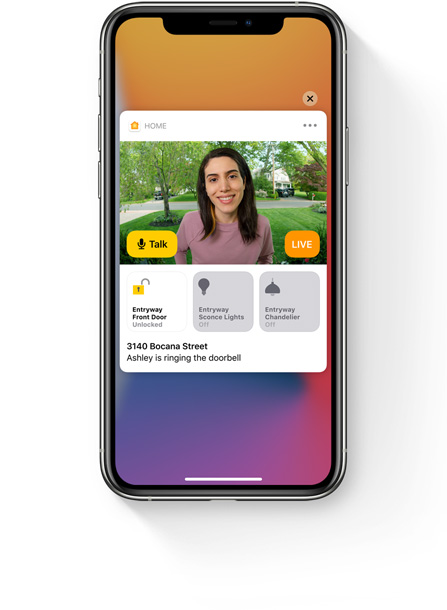 HOME
Talk
LIVE
Entryway
Front Door
Unlocked
Entryway
Sconce Lights
Off
Entryway
Chandelier
Off
3140 Bocana Street
Ashley is ringing the doorbell